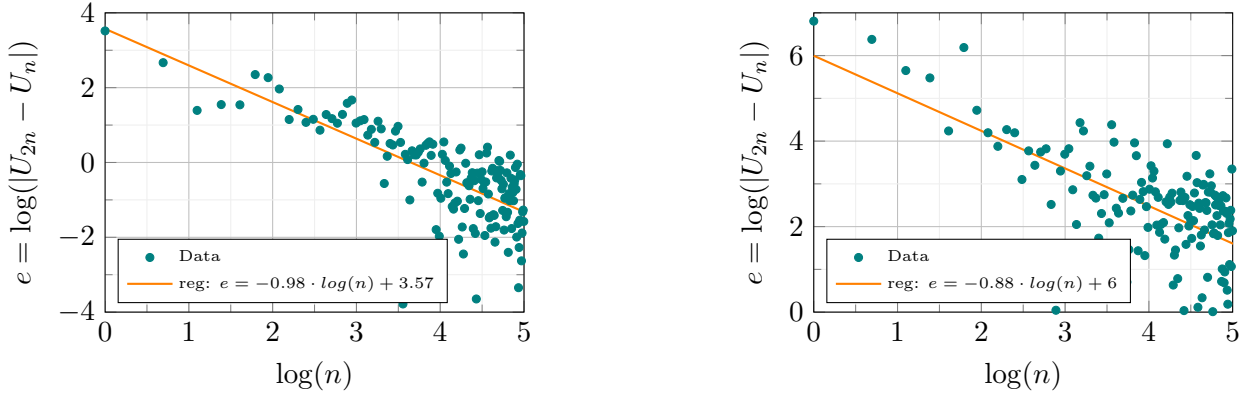 4
2
0
−2
−4
0
1
2
3
4
5
e = log(|U₂ₙ − Uₙ|)
log(n)
Data
reg: e = −0.98 · log(n) + 3.57
6
4
2
0
0
1
2
3
4
5
e = log(|U₂ₙ − Uₙ|)
log(n)
Data
reg: e = −0.88 · log(n) + 6